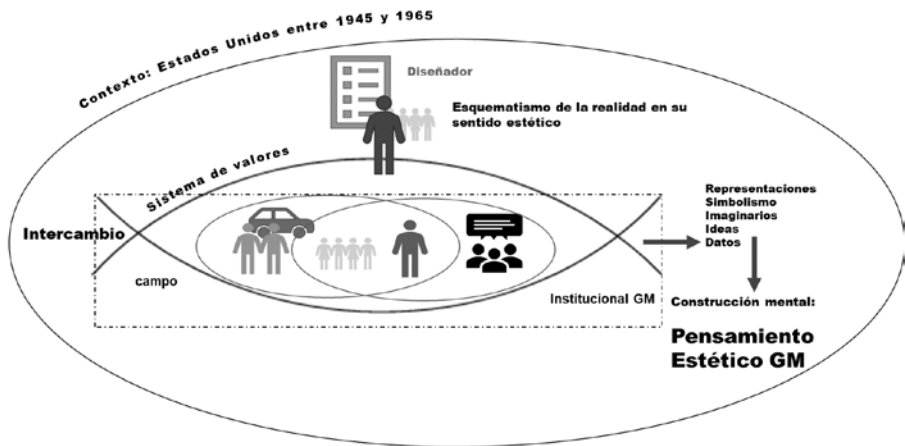 Contexto: Estados Unidos entre 1945 y 1965
Diseñador
Esquematismo de la realidad en su
sentido estético
Sistema de valores
Intercambio
campo
Institucional GM
Representaciones
Simbolismo
Imaginarios
Ideas
Datos
Construcción mental:
Pensamiento
Estético GM